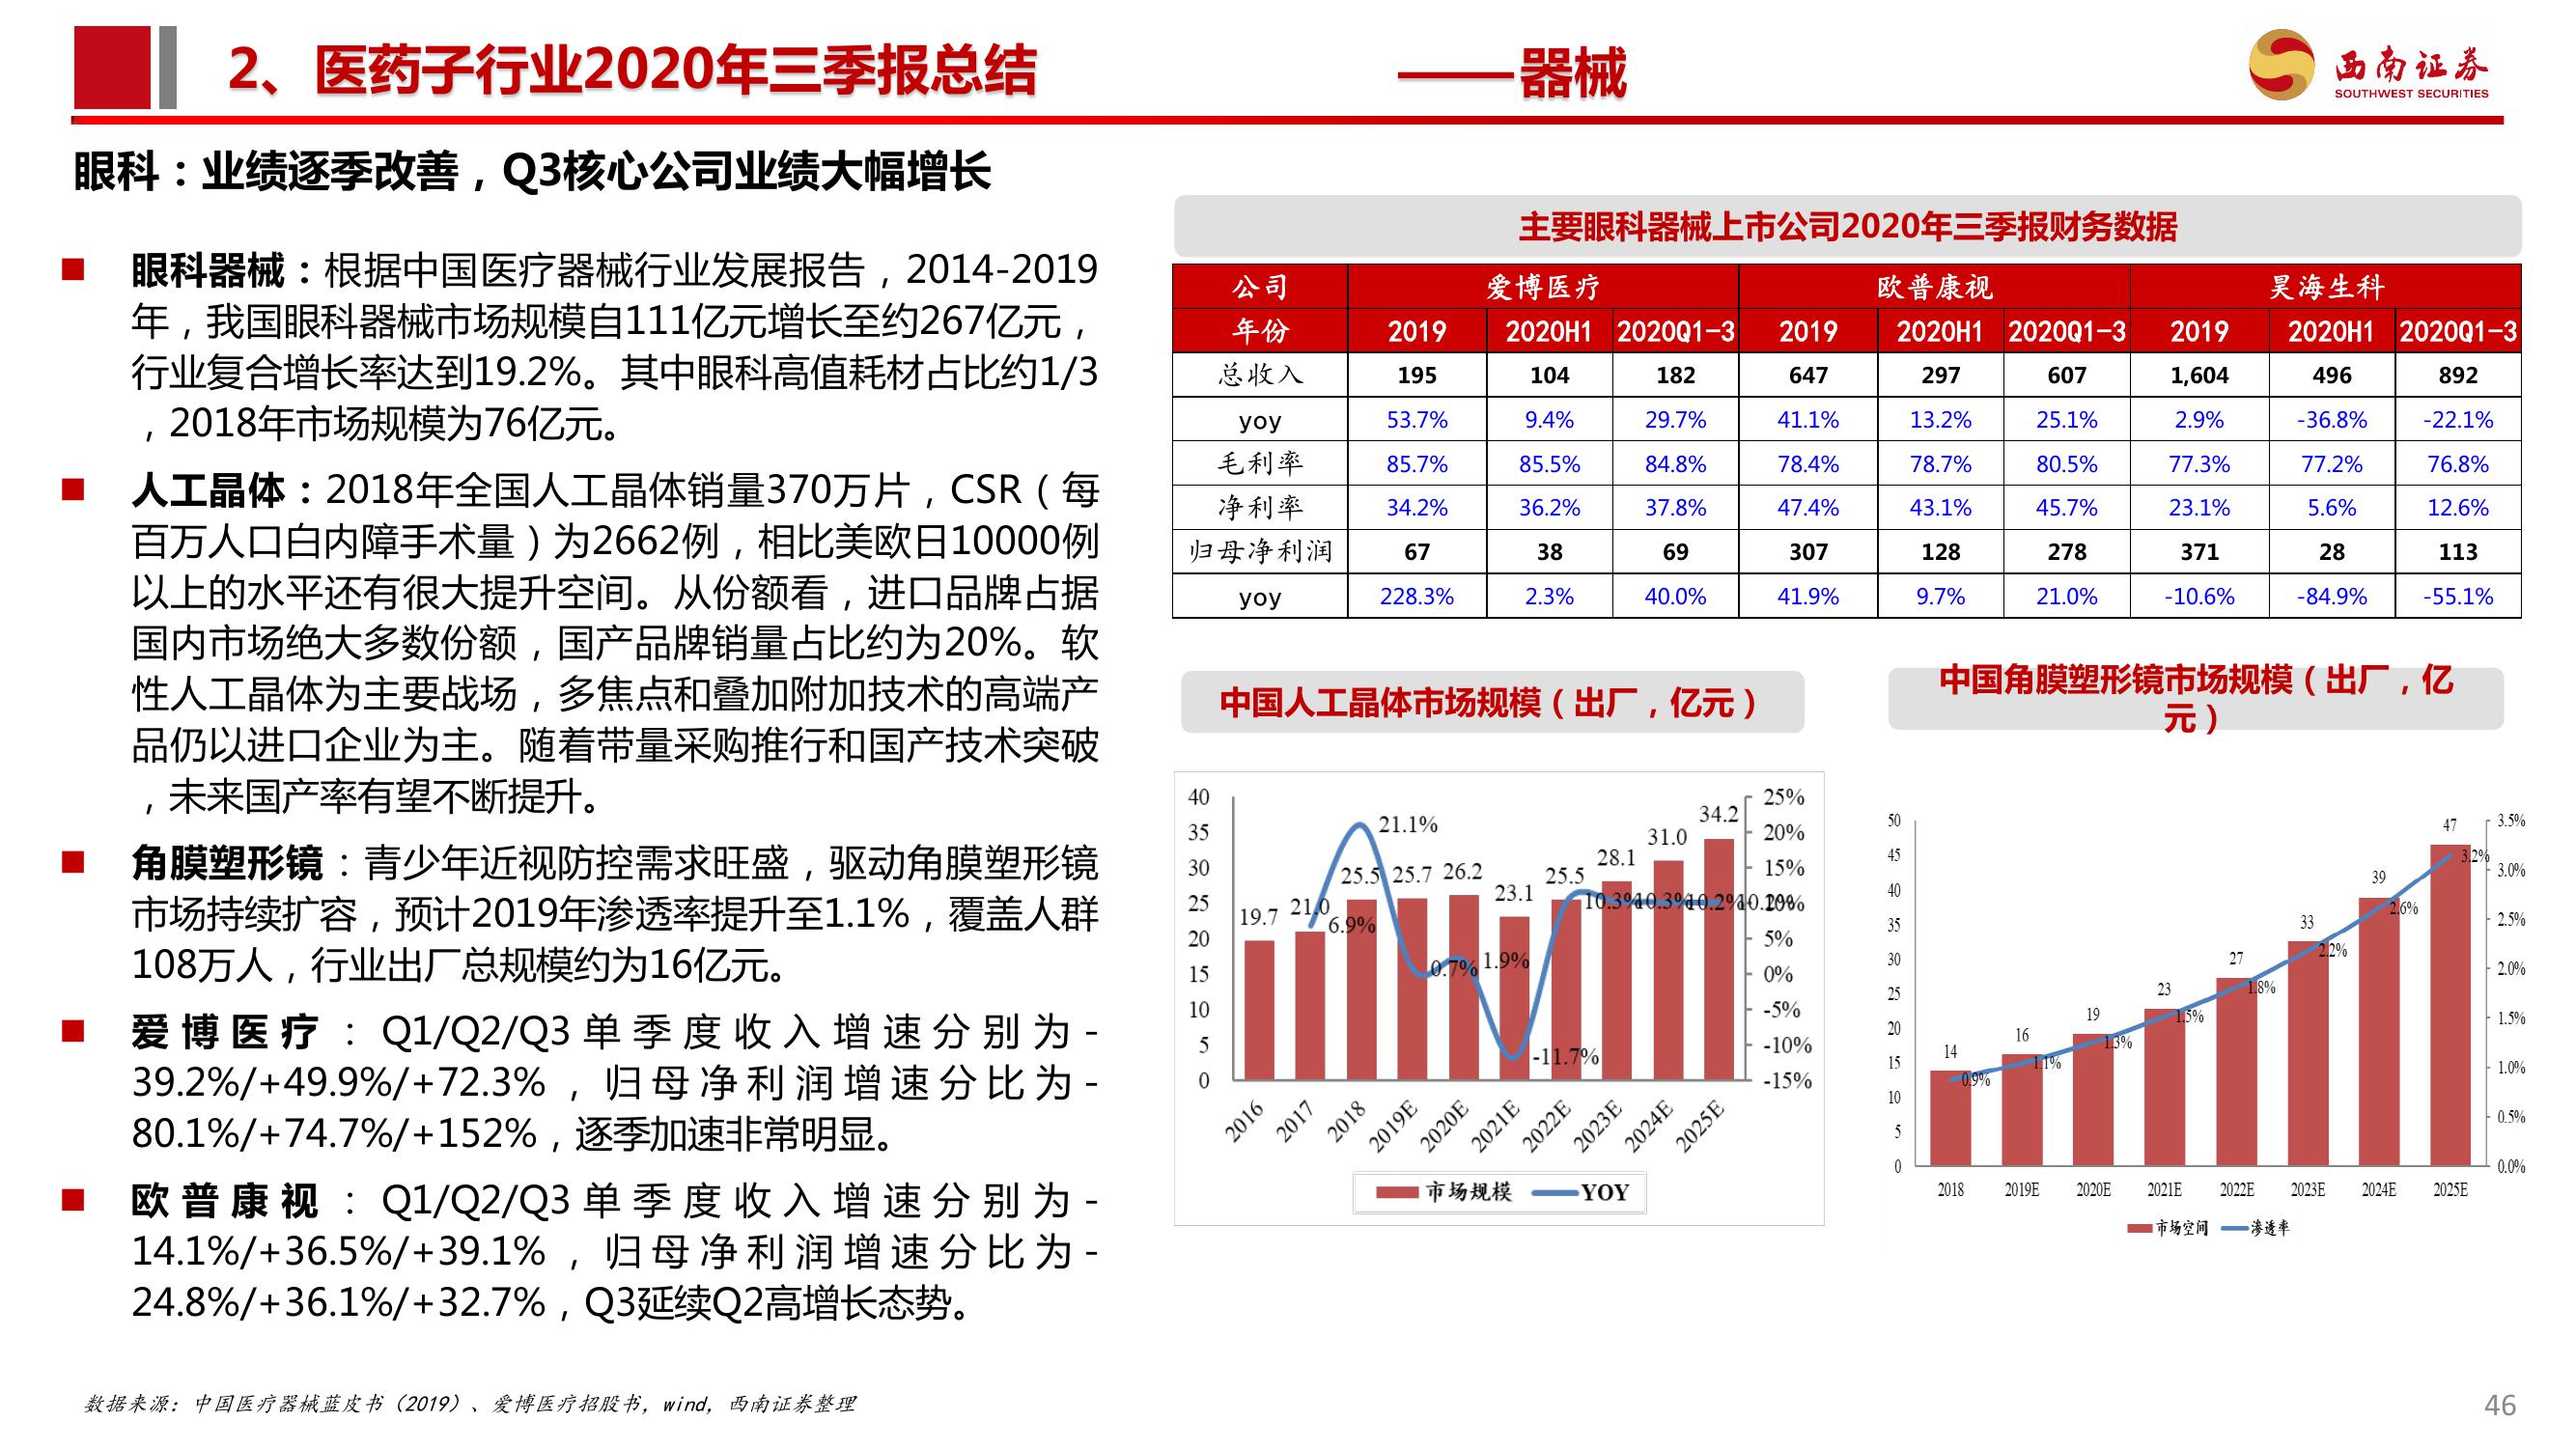 2、医药子行业2020年三季报总结
——器械
西南证券
SOUTHWEST SECURITIES
眼科：业绩逐季改善，Q3核心公司业绩大幅增长
■ 眼科器械：根据中国医疗器械行业发展报告，2014-2019
年，我国眼科器械市场规模自111亿元增长至约267亿元，
行业复合增长率达到19.2%。其中眼科高值耗材占比约1/3
，2018年市场规模为76亿元。
■ 人工晶体：2018年全国人工晶体销量370万片，CSR（每
百万人口白内障手术量）为2662例，相比美欧日10000例
以上的水平还有很大提升空间。从份额看，进口品牌占据
国内市场绝大多数份额，国产品牌销量占比约为20%。软
性人工晶体为主要战场，多焦点和叠加附加技术的高端产
品仍以进口企业为主。随着带量采购推行和国产技术突破
，未来国产率有望不断提升。
■ 角膜塑形镜：青少年近视防控需求旺盛，驱动角膜塑形镜
市场持续扩容，预计2019年渗透率提升至1.1%，覆盖人群
108万人，行业出厂总规模约为16亿元。
■ 爱博医疗：Q1/Q2/Q3单季度收入增速分别为-
39.2%/+49.9%/+72.3%，归母净利润增速分比为-
80.1%/+74.7%/+152%，逐季加速非常明显。
■ 欧普康视：Q1/Q2/Q3单季度收入增速分别为-
14.1%/+36.5%/+39.1%，归母净利润增速分比为-
24.8%/+36.1%/+32.7%，Q3延续Q2高增长态势。
主要眼科器械上市公司2020年三季报财务数据
公司 爱博医疗 欧普康视 昊海生科
年份 2019 2020H1 2020Q1-3 2019 2020H1 2020Q1-3 2019 2020H1 2020Q1-3
总收入 195 104 182 647 297 607 1,604 496 892
yoy 53.7% 9.4% 29.7% 41.1% 13.2% 25.1% 2.9% -36.8% -22.1%
毛利率 85.7% 85.5% 84.8% 78.4% 78.7% 80.5% 77.3% 77.2% 76.8%
净利率 34.2% 36.2% 37.8% 47.4% 43.1% 45.7% 23.1% 5.6% 12.6%
归母净利润 67 38 69 307 128 278 371 28 113
yoy 228.3% 2.3% 40.0% 41.9% 9.7% 21.0% -10.6% -84.9% -55.1%
中国人工晶体市场规模（出厂，亿元）
40 35 30 25 20 15 10 5 0
19.7 21.0 25.5 25.7 26.2 23.1 25.5 28.1 31.0 34.2
6.9% 21.1% 0.7% 1.9% -11.7% 10.3% 10.3% 10.2% 10.2%
25% 20% 15% 10% 5% 0% -5% -10% -15%
2016 2017 2018 2019E 2020E 2021E 2022E 2023E 2024E 2025E
市场规模 YOY
中国角膜塑形镜市场规模（出厂，亿
元）
50 45 40 35 30 25 20 15 10 5 0
14 16 19 23 27 33 39 47
0.9% 1.1% 1.3% 1.5% 1.8% 2.2% 2.6% 3.2%
3.5% 3.0% 2.5% 2.0% 1.5% 1.0% 0.5% 0.0%
2018 2019E 2020E 2021E 2022E 2023E 2024E 2025E
市场空间 渗透率
数据来源：中国医疗器械蓝皮书（2019）、爱博医疗招股书，wind，西南证券整理
46